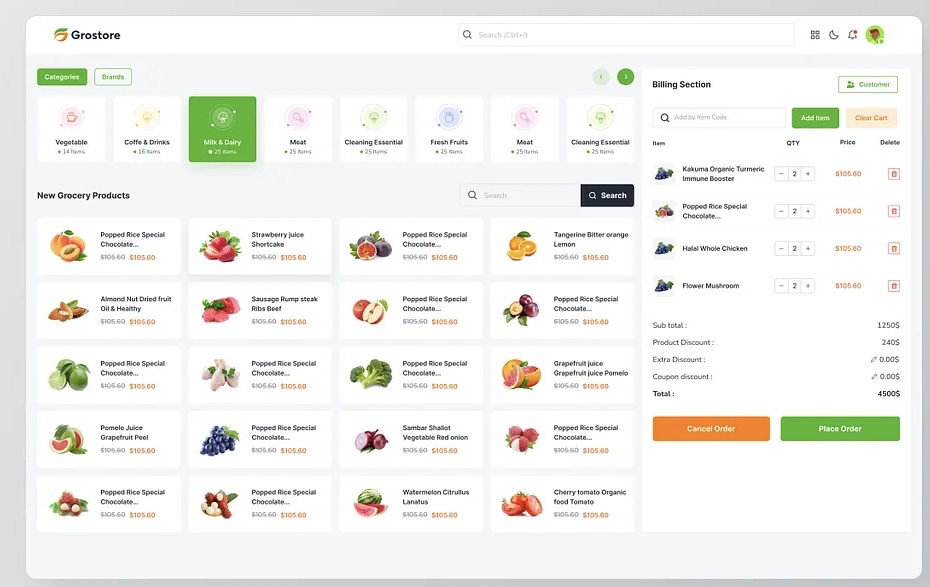 Grostore
Search (Ctrl+/)
Categories
Brands
Vegetable
14 Items
Coffe & Drinks
16 Items
Milk & Dairy
25 Items
Meat
25 Items
Cleaning Essential
25 Items
Fresh Fruits
25 Items
Meat
25 Items
Cleaning Essential
25 Items
New Grocery Products
Search
Search
Popped Rice Special
Chocolate...
$105.60 $105.60
Strawberry juice
Shortcake
$105.60 $105.60
Popped Rice Special
Chocolate...
$105.60 $105.60
Tangerine Bitter orange
Lemon
$105.60 $105.60
Almond Nut Dried fruit
Oil & Healthy
$105.60 $105.60
Sausage Rump steak
Ribs Beef
$105.60 $105.60
Popped Rice Special
Chocolate...
$105.60 $105.60
Popped Rice Special
Chocolate...
$105.60 $105.60
Popped Rice Special
Chocolate...
$105.60 $105.60
Popped Rice Special
Chocolate...
$105.60 $105.60
Popped Rice Special
Chocolate...
$105.60 $105.60
Grapefruit juice
Grapefruit juice Pomelo
$105.60 $105.60
Pomelo Juice
Grapefruit Peel
$105.60 $105.60
Popped Rice Special
Chocolate...
$105.60 $105.60
Sambar Shallot
Vegetable Red onion
$105.60 $105.60
Popped Rice Special
Chocolate...
$105.60 $105.60
Popped Rice Special
Chocolate...
$105.60 $105.60
Popped Rice Special
Chocolate...
$105.60 $105.60
Watermelon Citrullus
Lanatus
$105.60 $105.60
Cherry tomato Organic
food Tomato
$105.60 $105.60
Billing Section
Customer
Add by Item Code
Add Item
Clear Cart
Item QTY Price Delete
Kakuma Organic Turmeric
Immune Booster
− 2 + $105.60
Popped Rice Special
Chocolate...
− 2 + $105.60
Halal Whole Chicken − 2 + $105.60
Flower Mushroom − 2 + $105.60
Sub total : 1250$
Product Discount : 240$
Extra Discount : 0.00$
Coupon discount : 0.00$
Total : 4500$
Cancel Order
Place Order